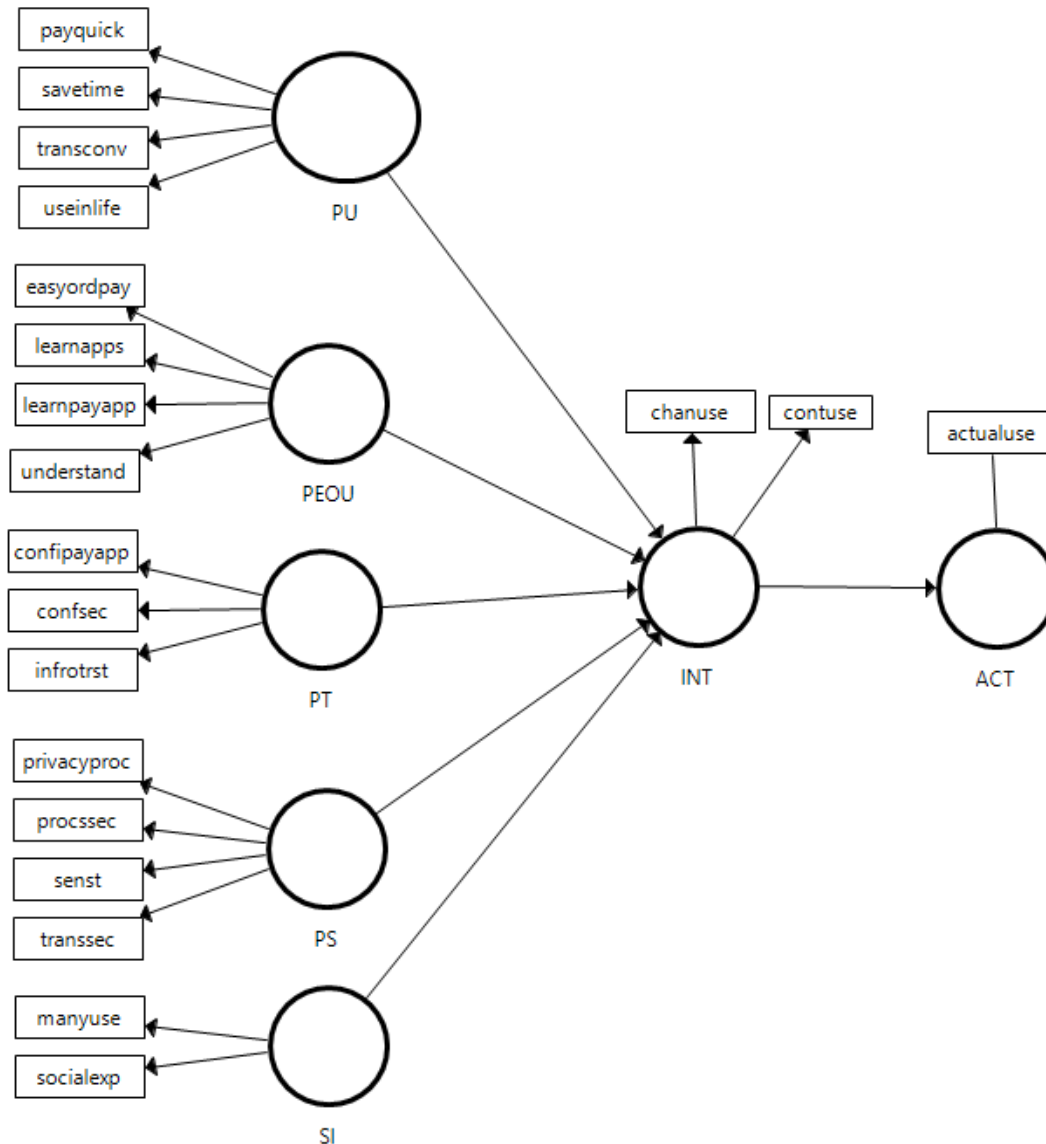 payquick
savetime
transconv
useinlife
PU
easyordpay
learnapps
learnpayapp
understand
PEOU
confipayapp
confsec
infrotrst
PT
privacyproc
procssec
senst
transsec
PS
manyuse
socialexp
SI
chanuse
contuse
INT
actualuse
ACT